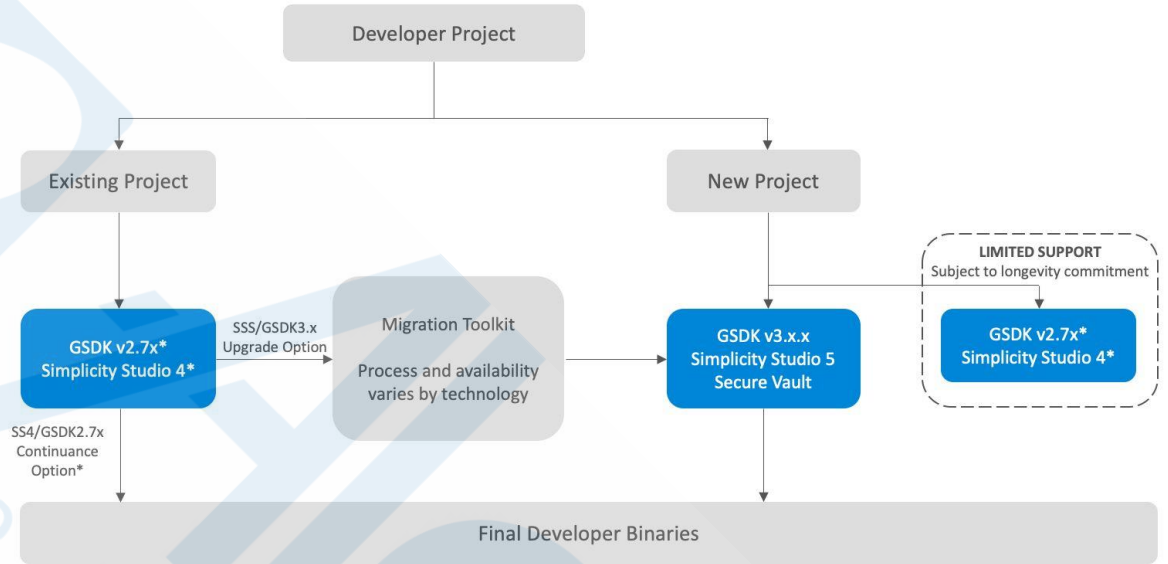 Developer Project
Existing Project
New Project
LIMITED SUPPORT
Subject to longevity commitment
GSDK v2.7x*
Simplicity Studio 4*
SSS/GSDK3.x
Upgrade Option
Migration Toolkit
Process and availability
varies by technology
GSDK v3.x.x
Simplicity Studio 5
Secure Vault
GSDK v2.7x*
Simplicity Studio 4*
SS4/GSDK2.7x
Continuance
Option*
Final Developer Binaries